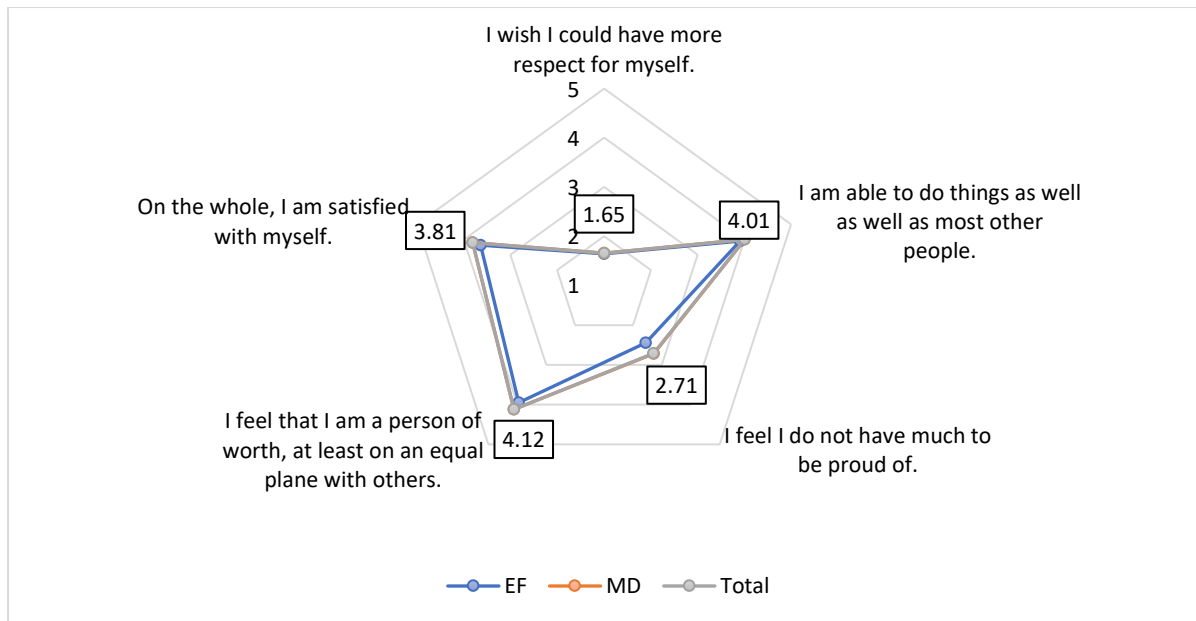 I wish I could have more
respect for myself.
5
4
3
2
1
1.65
I am able to do things as well
as well as most other
people.
4.01
On the whole, I am satisfied
with myself.
3.81
2.71
I feel I do not have much to
be proud of.
I feel that I am a person of
worth, at least on an equal
plane with others.
4.12
EF
MD
Total